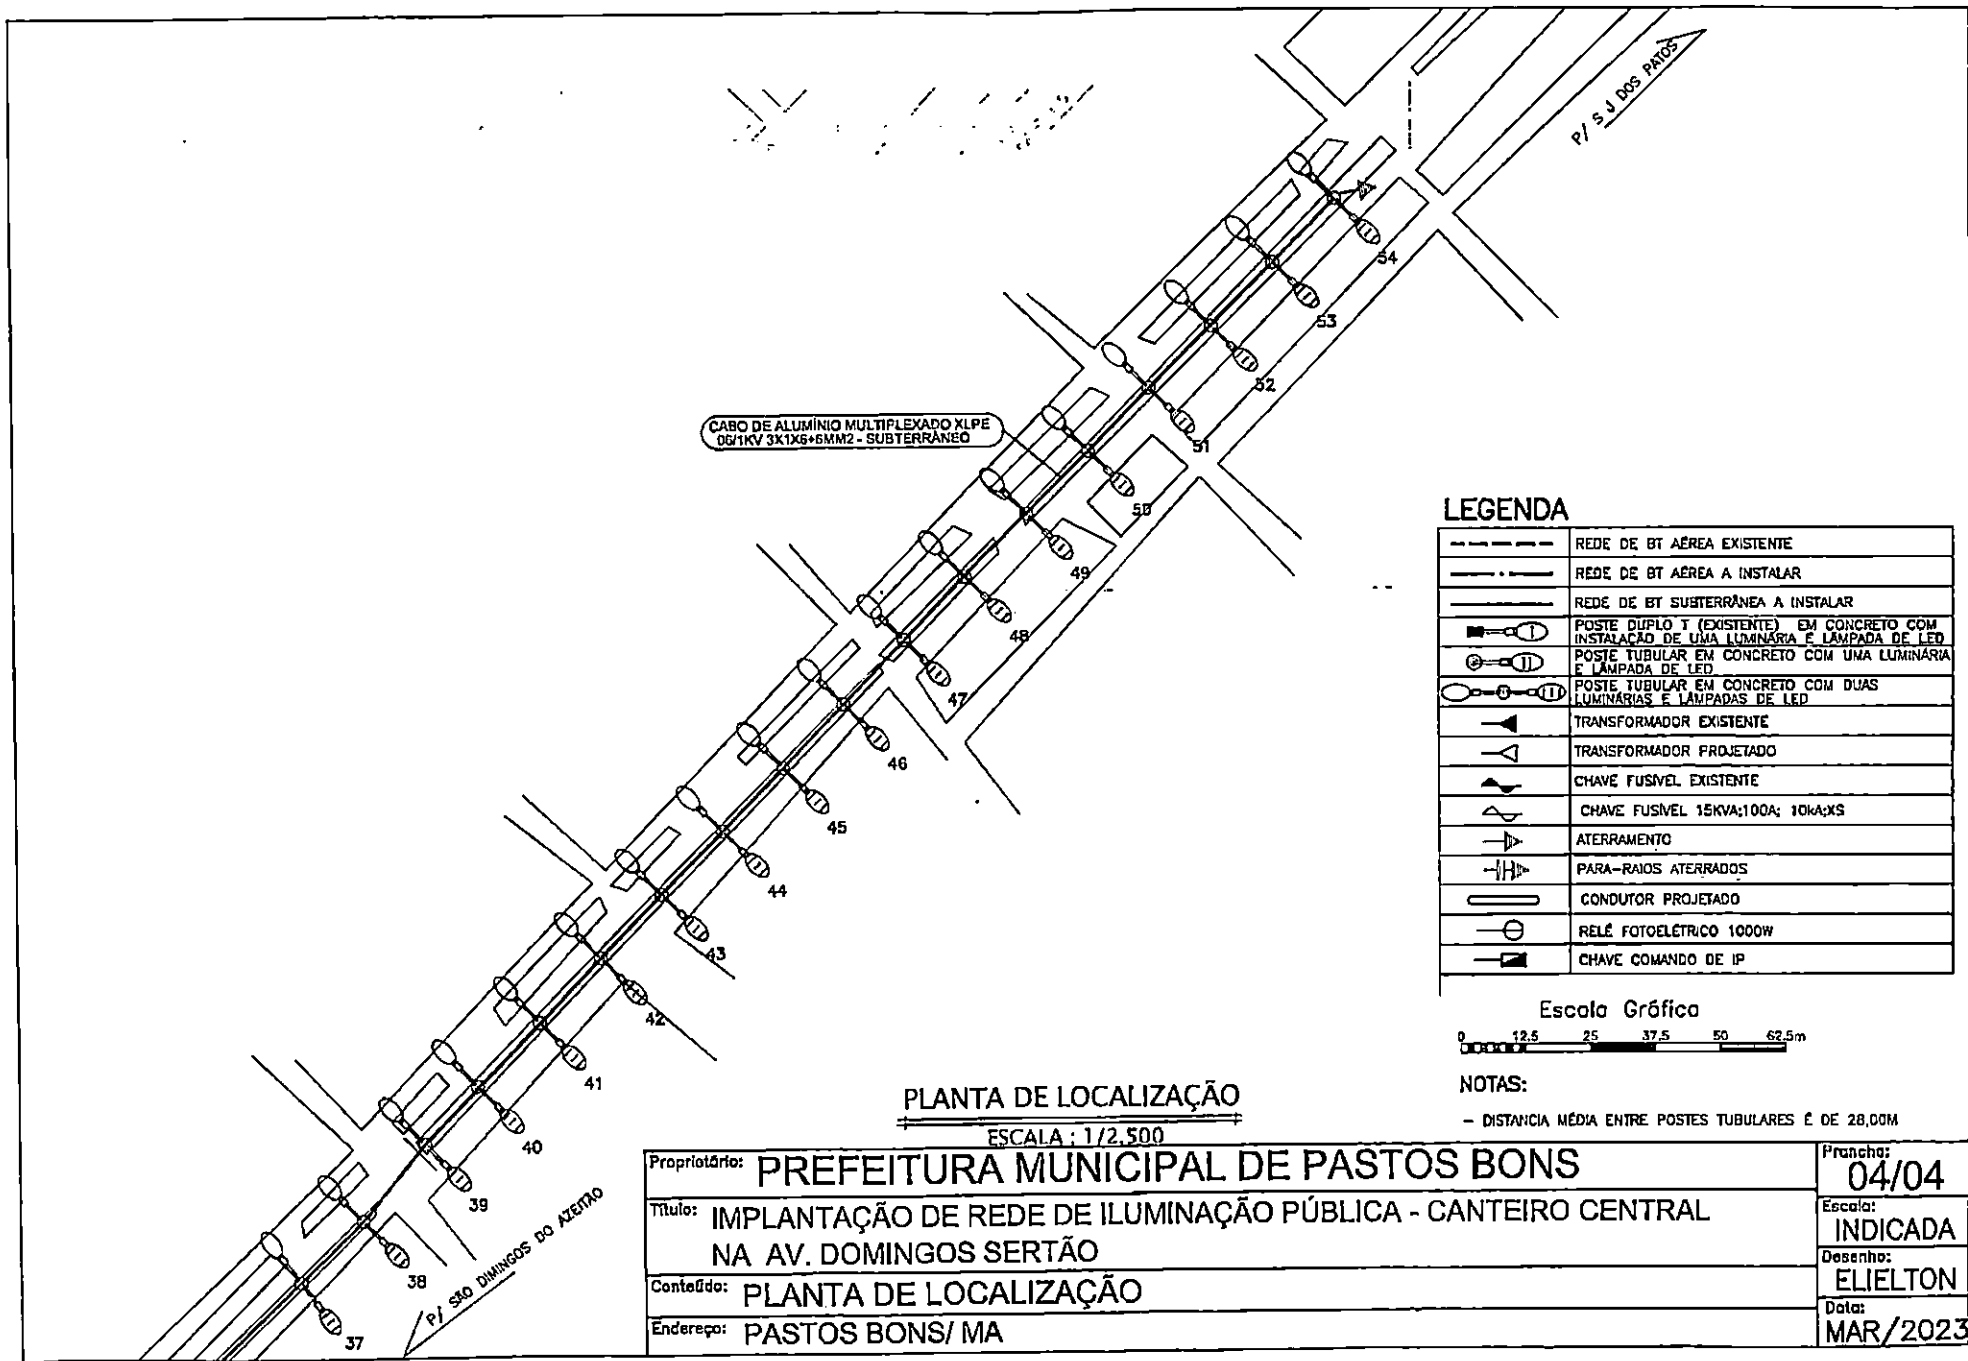 P/ S J DOS PATOS
54
53
52
51
CABO DE ALUMÍNIO MULTIPLEXADO XLPE
06/1KV 3X1X6+6MM2 - SUBTERRÂNEO
50
49
48
47
46
45
44
43
42
41
40
39
38
37
P/ SÃO DIMINGOS DO AZEITÃO
LEGENDA
REDE DE BT AÉREA EXISTENTE
REDE DE BT AÉREA A INSTALAR
REDE DE BT SUBTERRÂNEA A INSTALAR
POSTE DUPLO T (EXISTENTE) EM CONCRETO COM
INSTALAÇÃO DE UMA LUMINÁRIA E LÂMPADA DE LED
POSTE TUBULAR EM CONCRETO COM UMA LUMINÁRIA
E LÂMPADA DE LED
POSTE TUBULAR EM CONCRETO COM DUAS
LUMINÁRIAS E LÂMPADAS DE LED
TRANSFORMADOR EXISTENTE
TRANSFORMADOR PROJETADO
CHAVE FUSÍVEL EXISTENTE
CHAVE FUSÍVEL 15KVA;100A; 10kA;XS
ATERRAMENTO
PARA-RAIOS ATERRADOS
CONDUTOR PROJETADO
RELÉ FOTOELÉTRICO 1000W
CHAVE COMANDO DE IP
Escala Gráfica
0 12.5 25 37.5 50 62.5m
NOTAS:
- DISTANCIA MÉDIA ENTRE POSTES TUBULARES É DE 28,00M
PLANTA DE LOCALIZAÇÃO
ESCALA : 1/2.500
Proprietário: PREFEITURA MUNICIPAL DE PASTOS BONS
Título: IMPLANTAÇÃO DE REDE DE ILUMINAÇÃO PÚBLICA - CANTEIRO CENTRAL
NA AV. DOMINGOS SERTÃO
Conteúdo: PLANTA DE LOCALIZAÇÃO
Endereço: PASTOS BONS/ MA
Prancha:
04/04
Escala:
INDICADA
Desenho:
ELIELTON
Data:
MAR/2023